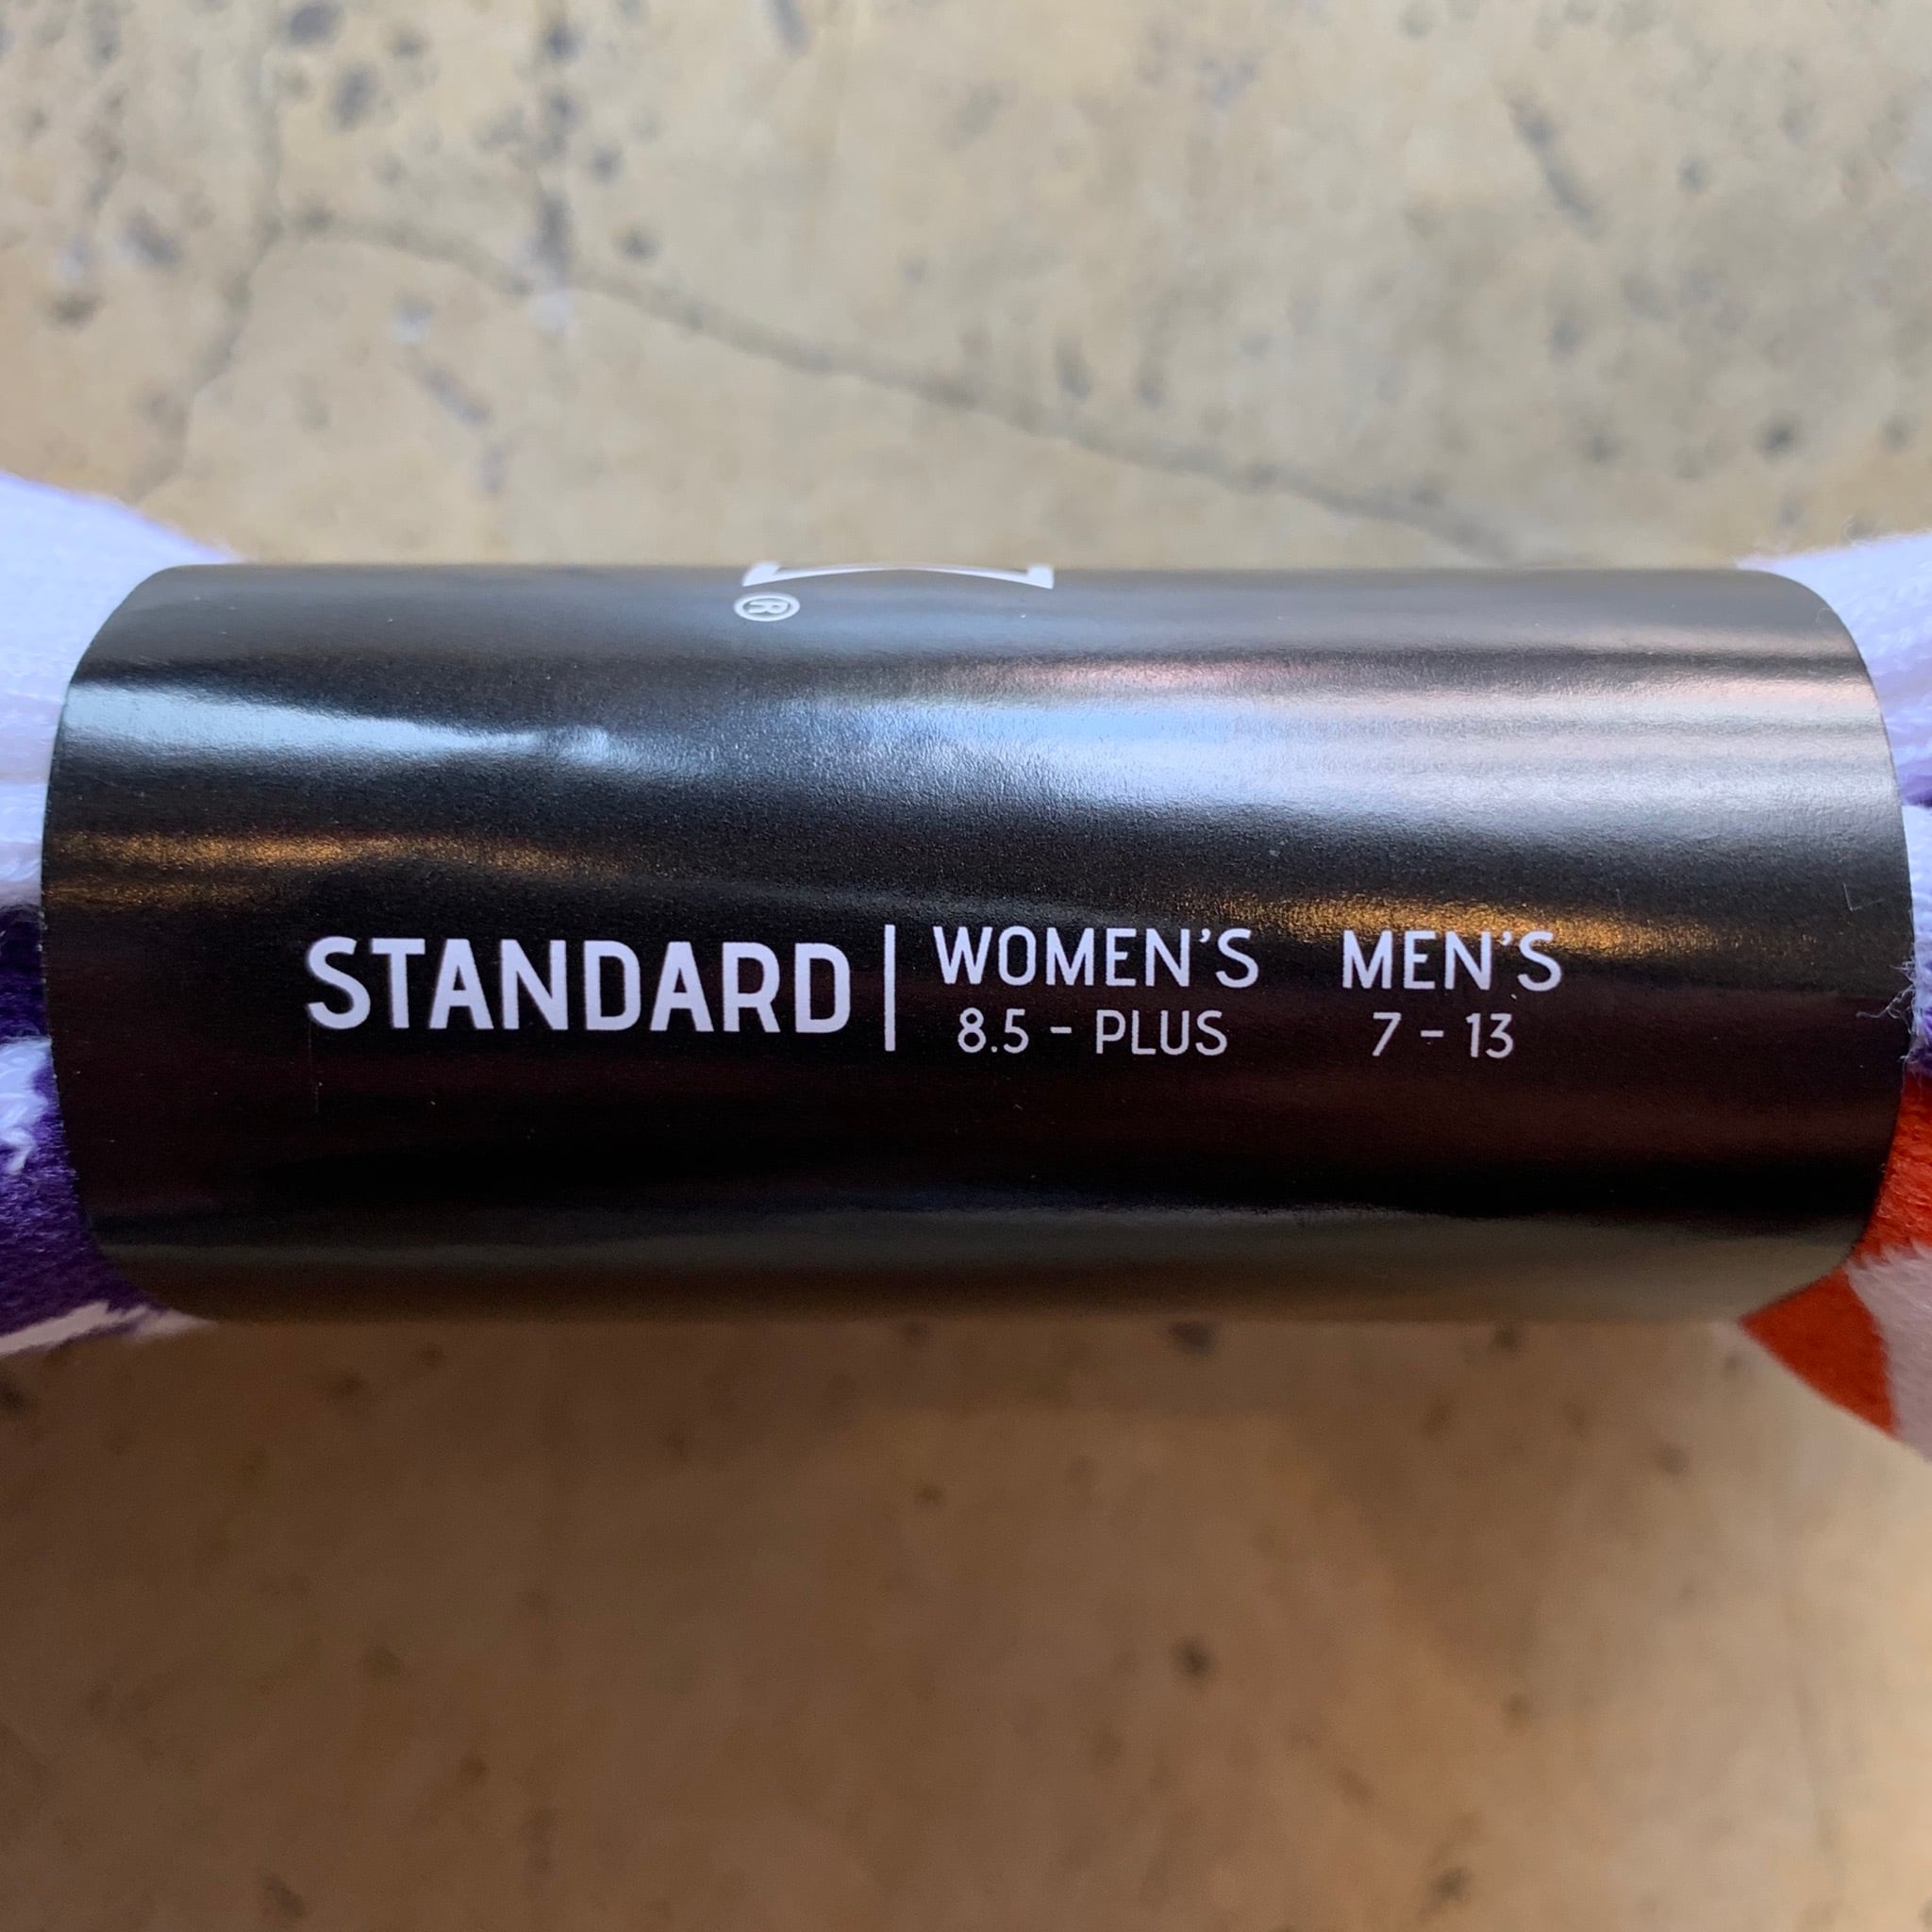 ®
STANDARD | WOMEN'S MEN'S
8.5 - PLUS 7 - 13